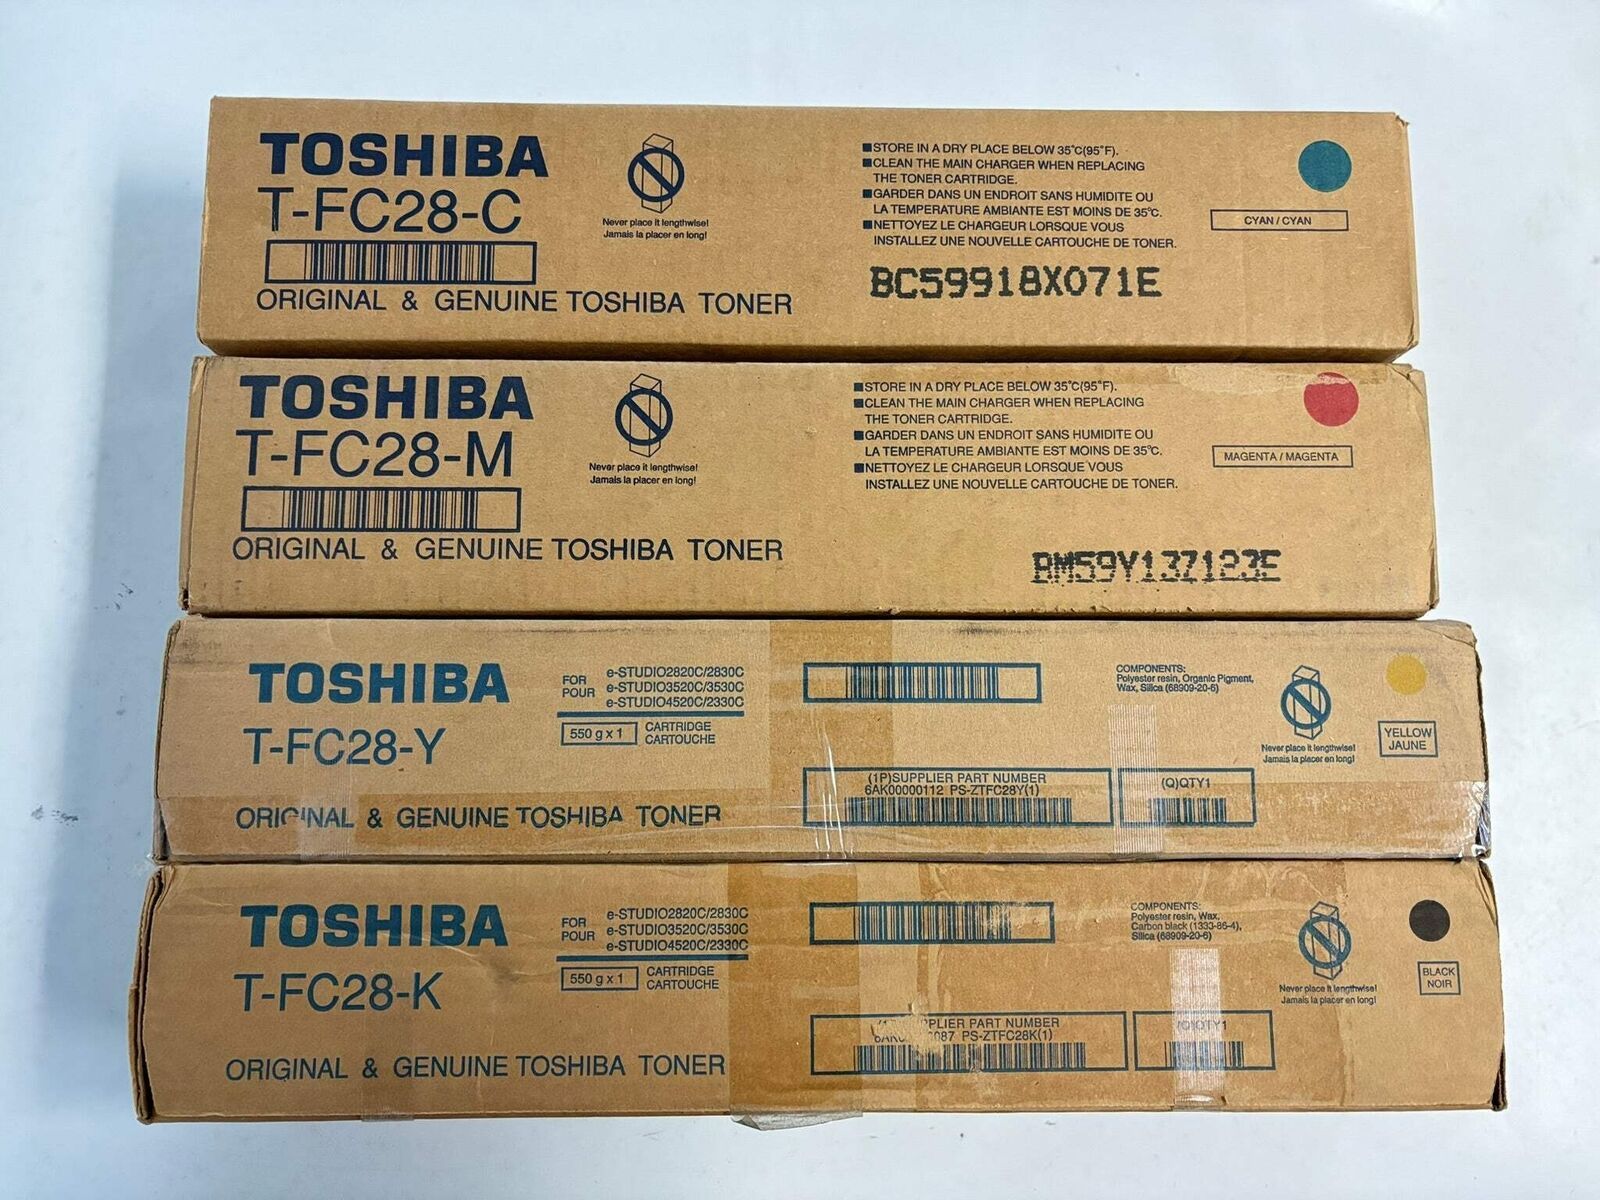 TOSHIBA
T-FC28-C
ORIGINAL & GENUINE TOSHIBA TONER
Never place it lengthwise!
Jamais la placer en long!
■STORE IN A DRY PLACE BELOW 35°C(95°F).
■CLEAN THE MAIN CHARGER WHEN REPLACING
THE TONER CARTRIDGE.
■GARDER DANS UN ENDROIT SANS HUMIDITE OU
LA TEMPERATURE AMBIANTE EST MOINS DE 35°C.
■NETTOYEZ LE CHARGEUR LORSQUE VOUS
INSTALLEZ UNE NOUVELLE CARTOUCHE DE TONER.
BC59918X071E
CYAN / CYAN
TOSHIBA
T-FC28-M
ORIGINAL & GENUINE TOSHIBA TONER
Never place it lengthwise!
Jamais la placer en long!
■STORE IN A DRY PLACE BELOW 35°C(95°F).
■CLEAN THE MAIN CHARGER WHEN REPLACING
THE TONER CARTRIDGE.
■GARDER DANS UN ENDROIT SANS HUMIDITE OU
LA TEMPERATURE AMBIANTE EST MOINS DE 35°C.
■NETTOYEZ LE CHARGEUR LORSQUE VOUS
INSTALLEZ UNE NOUVELLE CARTOUCHE DE TONER.
BM59Y13Z123E
MAGENTA / MAGENTA
TOSHIBA
T-FC28-Y
ORIGINAL & GENUINE TOSHIBA TONER
FOR
POUR
e-STUDIO2820C/2830C
e-STUDIO3520C/3530C
e-STUDIO4520C/2330C
550 g x 1
CARTRIDGE
CARTOUCHE
(1P)SUPPLIER PART NUMBER
6AK00000112 PS-ZTFC28Y(1)
(Q)QTY1
COMPONENTS:
Polyester resin, Organic Pigment,
Wax, Silica (68909-20-6)
Never place it lengthwise!
Jamais la placer en long!
YELLOW
JAUNE
TOSHIBA
T-FC28-K
ORIGINAL & GENUINE TOSHIBA TONER
FOR
POUR
e-STUDIO2820C/2830C
e-STUDIO3520C/3530C
e-STUDIO4520C/2330C
550 g x 1
CARTRIDGE
CARTOUCHE
PART NUMBER
PS-ZTFC28K(1)
(Q)QTY1
COMPONENTS:
Polyester resin, Wax,
Carbon black (1333-86-4),
Silica (68909-20-6)
Never place it lengthwise!
Jamais la placer en long!
BLACK
NOIR